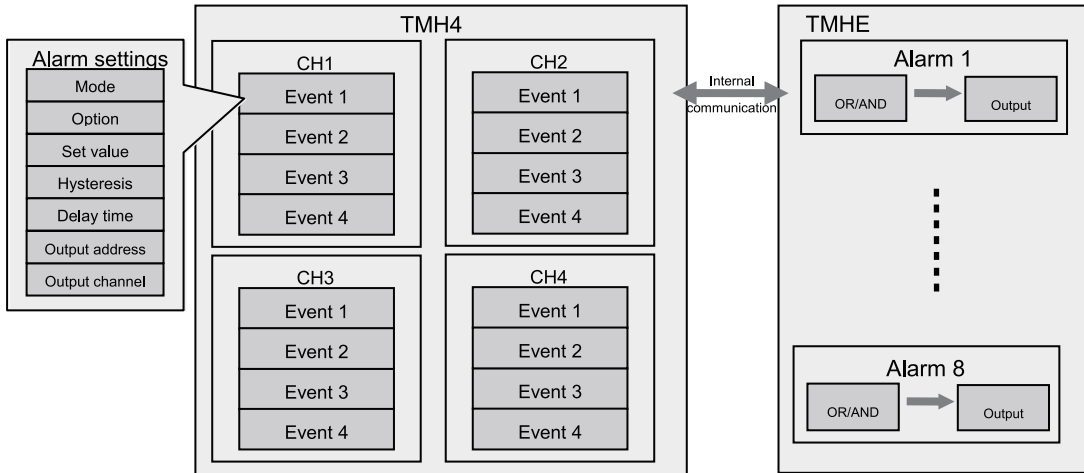 Alarm settings
Mode
Option
Set value
Hysteresis
Delay time
Output address
Output channel
TMH4
CH1
Event 1
Event 2
Event 3
Event 4
CH2
Event 1
Event 2
Event 3
Event 4
CH3
Event 1
Event 2
Event 3
Event 4
CH4
Event 1
Event 2
Event 3
Event 4
Internal
communication
TMHE
Alarm 1
OR/AND
Output
Alarm 8
OR/AND
Output